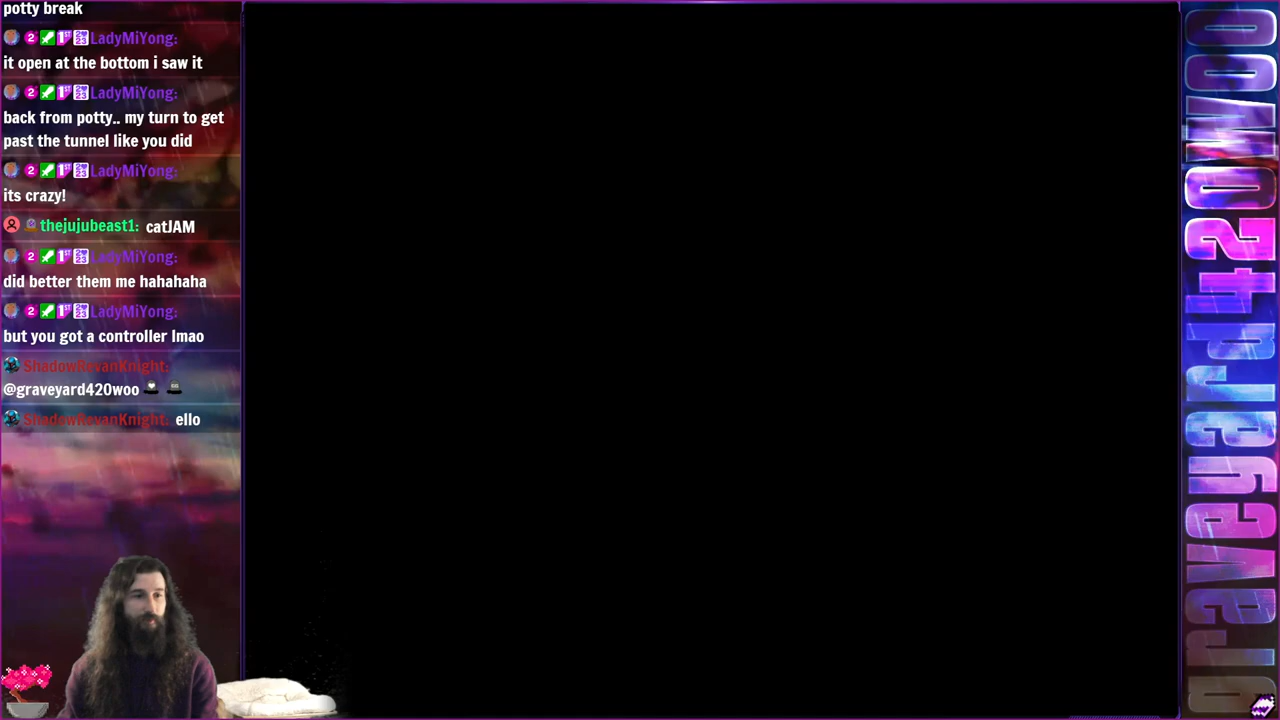 potty break
LadyMiYong:
it open at the bottom i saw it
LadyMiYong:
back from potty.. my turn to get
past the tunnel like you did
LadyMiYong:
its crazy!
thejujubeast1: catJAM
LadyMiYong:
did better them me hahahaha
LadyMiYong:
but you got a controller lmao
ShadowRevanKnight:
@graveyard420woo
ShadowRevanKnight: ello
graveyard420woo